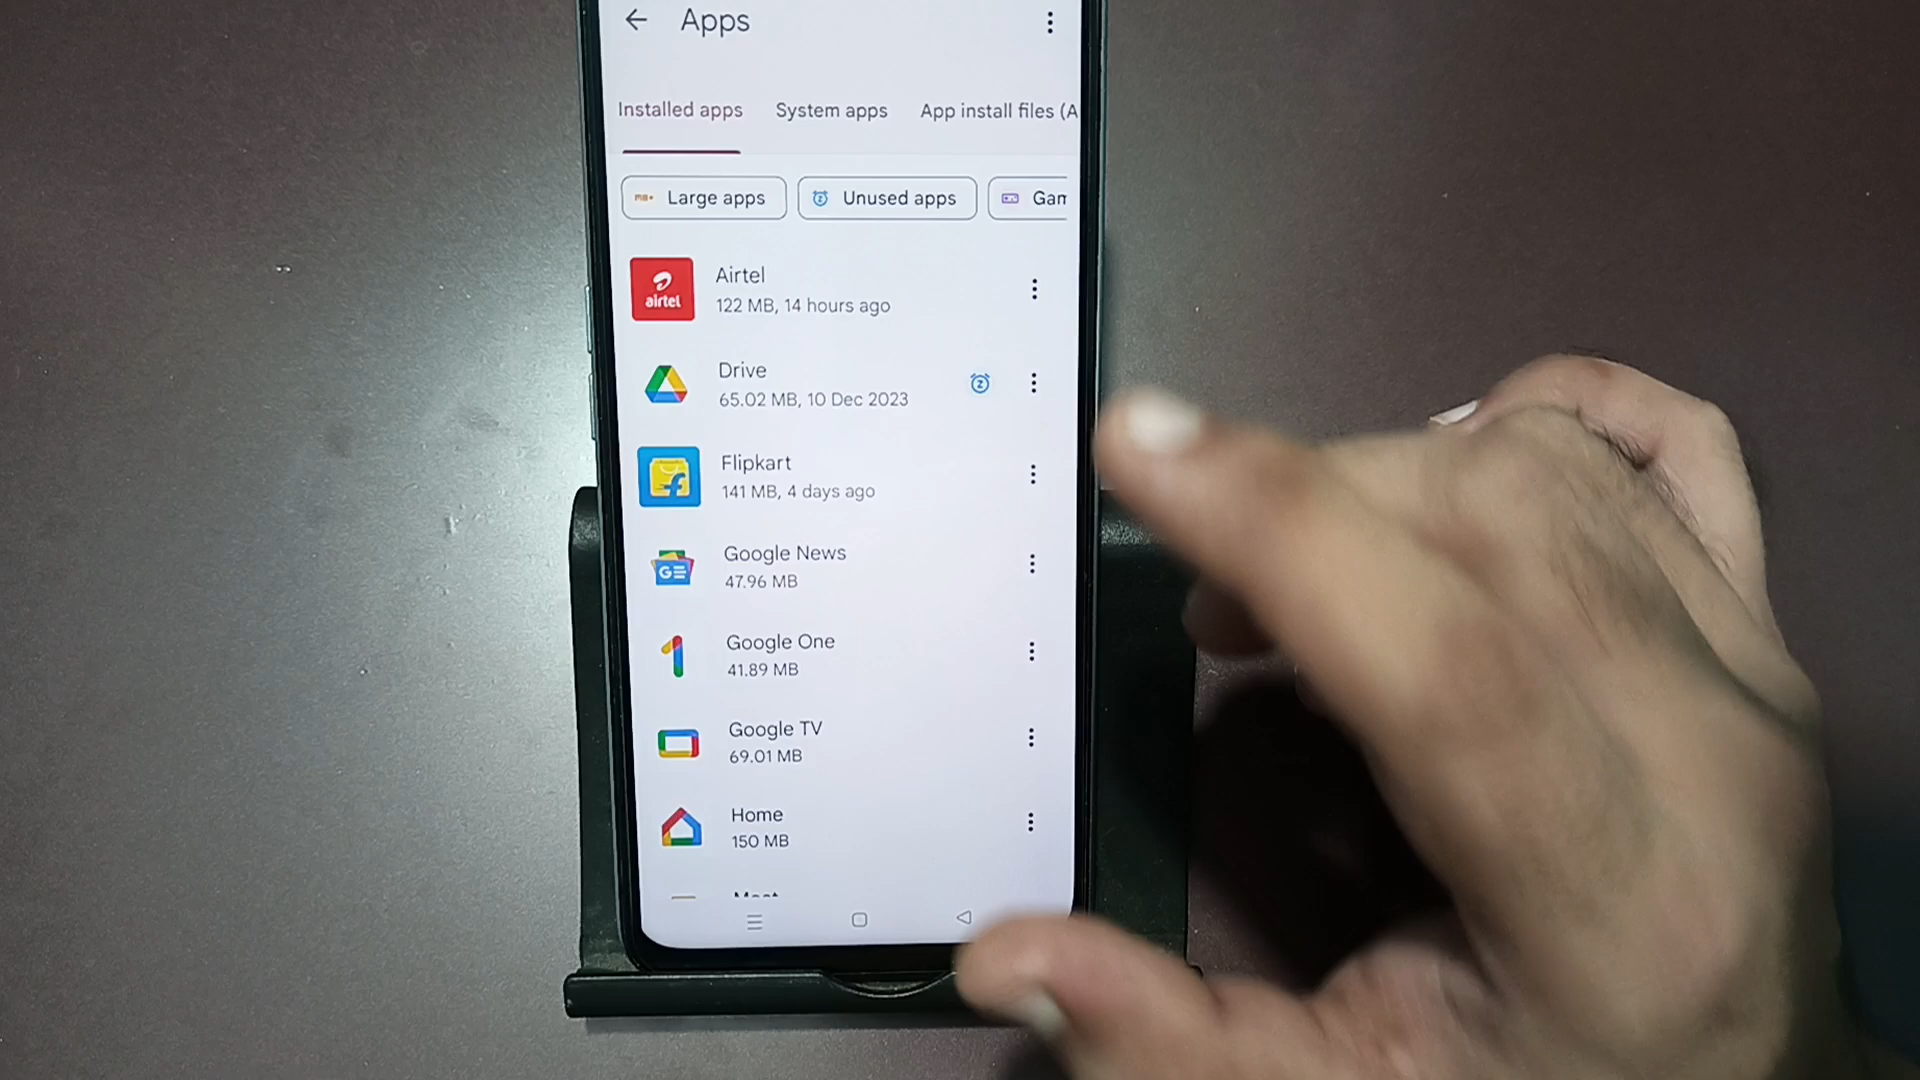 Apps
Installed apps
System apps
App install files (A
Large apps
Unused apps
Gam
airtel
Airtel
122 MB, 14 hours ago
Drive
65.02 MB, 10 Dec 2023
Flipkart
141 MB, 4 days ago
GE
Google News
47.96 MB
Google One
41.89 MB
Google TV
69.01 MB
Home
150 MB